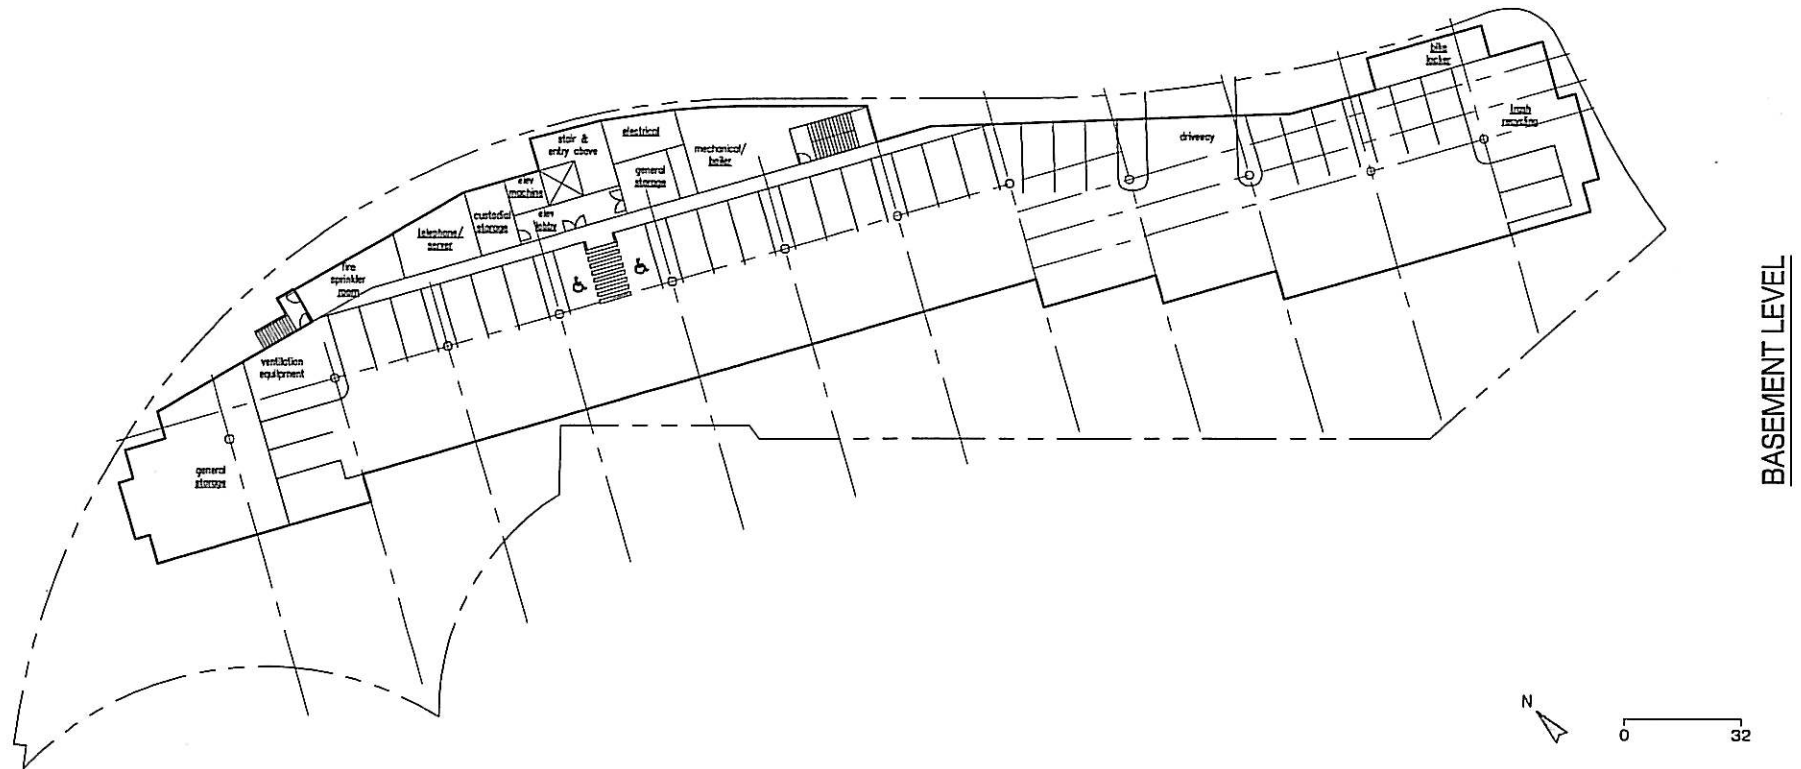 bike
locker
trash
recycling
driveway
stair &
entry above
electrical
mechanical/
boiler
general
storage
elev
machine
custodial
storage
elev
lobby
telephone/
server
fire
sprinkler
room
ventilation
equipment
general
storage
BASEMENT LEVEL
N
0 32